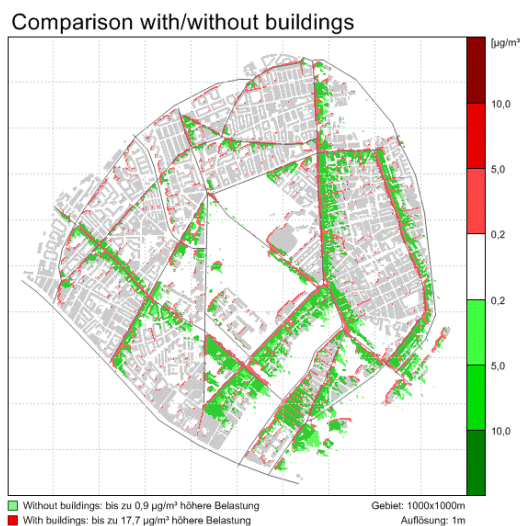 Comparison with/without buildings
[µg/m³
10,0
5,0
0,2
0,2
5,0
10,0
Without buildings: bis zu 0,9 µg/m³ höhere Belastung
Gebiet: 1000x1000m
With buildings: bis zu 17,7 µg/m³ höhere Belastung
Auflösung: 1m